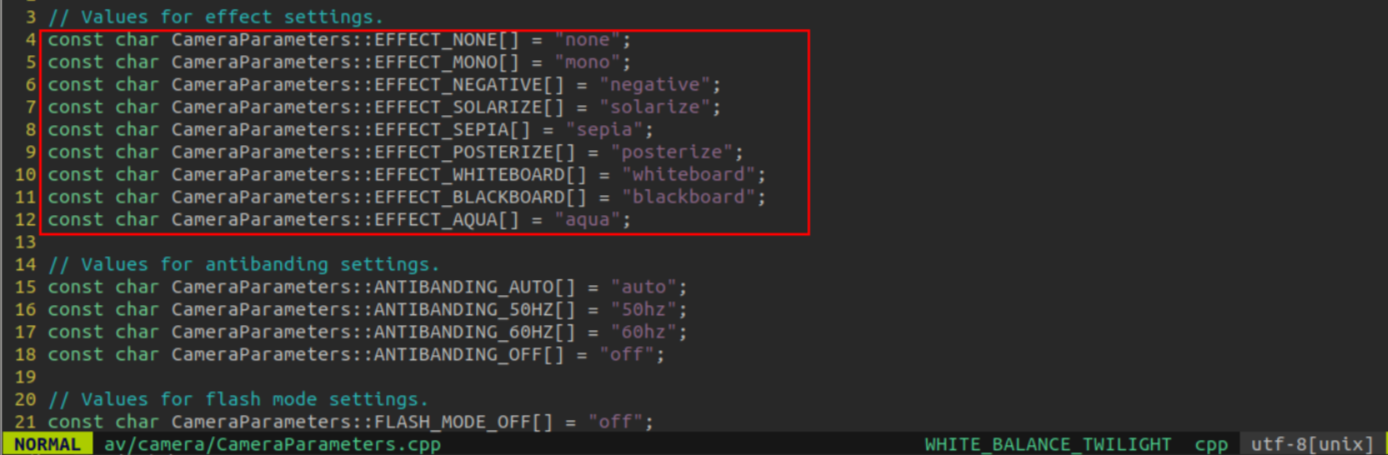 3 // Values for effect settings.
4 const char CameraParameters::EFFECT_NONE[] = "none";
5 const char CameraParameters::EFFECT_MONO[] = "mono";
6 const char CameraParameters::EFFECT_NEGATIVE[] = "negative";
7 const char CameraParameters::EFFECT_SOLARIZE[] = "solarize";
8 const char CameraParameters::EFFECT_SEPIA[] = "sepia";
9 const char CameraParameters::EFFECT_POSTERIZE[] = "posterize";
10 const char CameraParameters::EFFECT_WHITEBOARD[] = "whiteboard";
11 const char CameraParameters::EFFECT_BLACKBOARD[] = "blackboard";
12 const char CameraParameters::EFFECT_AQUA[] = "aqua";
13
14 // Values for antibanding settings.
15 const char CameraParameters::ANTIBANDING_AUTO[] = "auto";
16 const char CameraParameters::ANTIBANDING_50HZ[] = "50hz";
17 const char CameraParameters::ANTIBANDING_60HZ[] = "60hz";
18 const char CameraParameters::ANTIBANDING_OFF[] = "off";
19
20 // Values for flash mode settings.
21 const char CameraParameters::FLASH_MODE_OFF[] = "off";
NORMAL av/camera/CameraParameters.cpp WHITE_BALANCE_TWILIGHT cpp utf-8[unix]